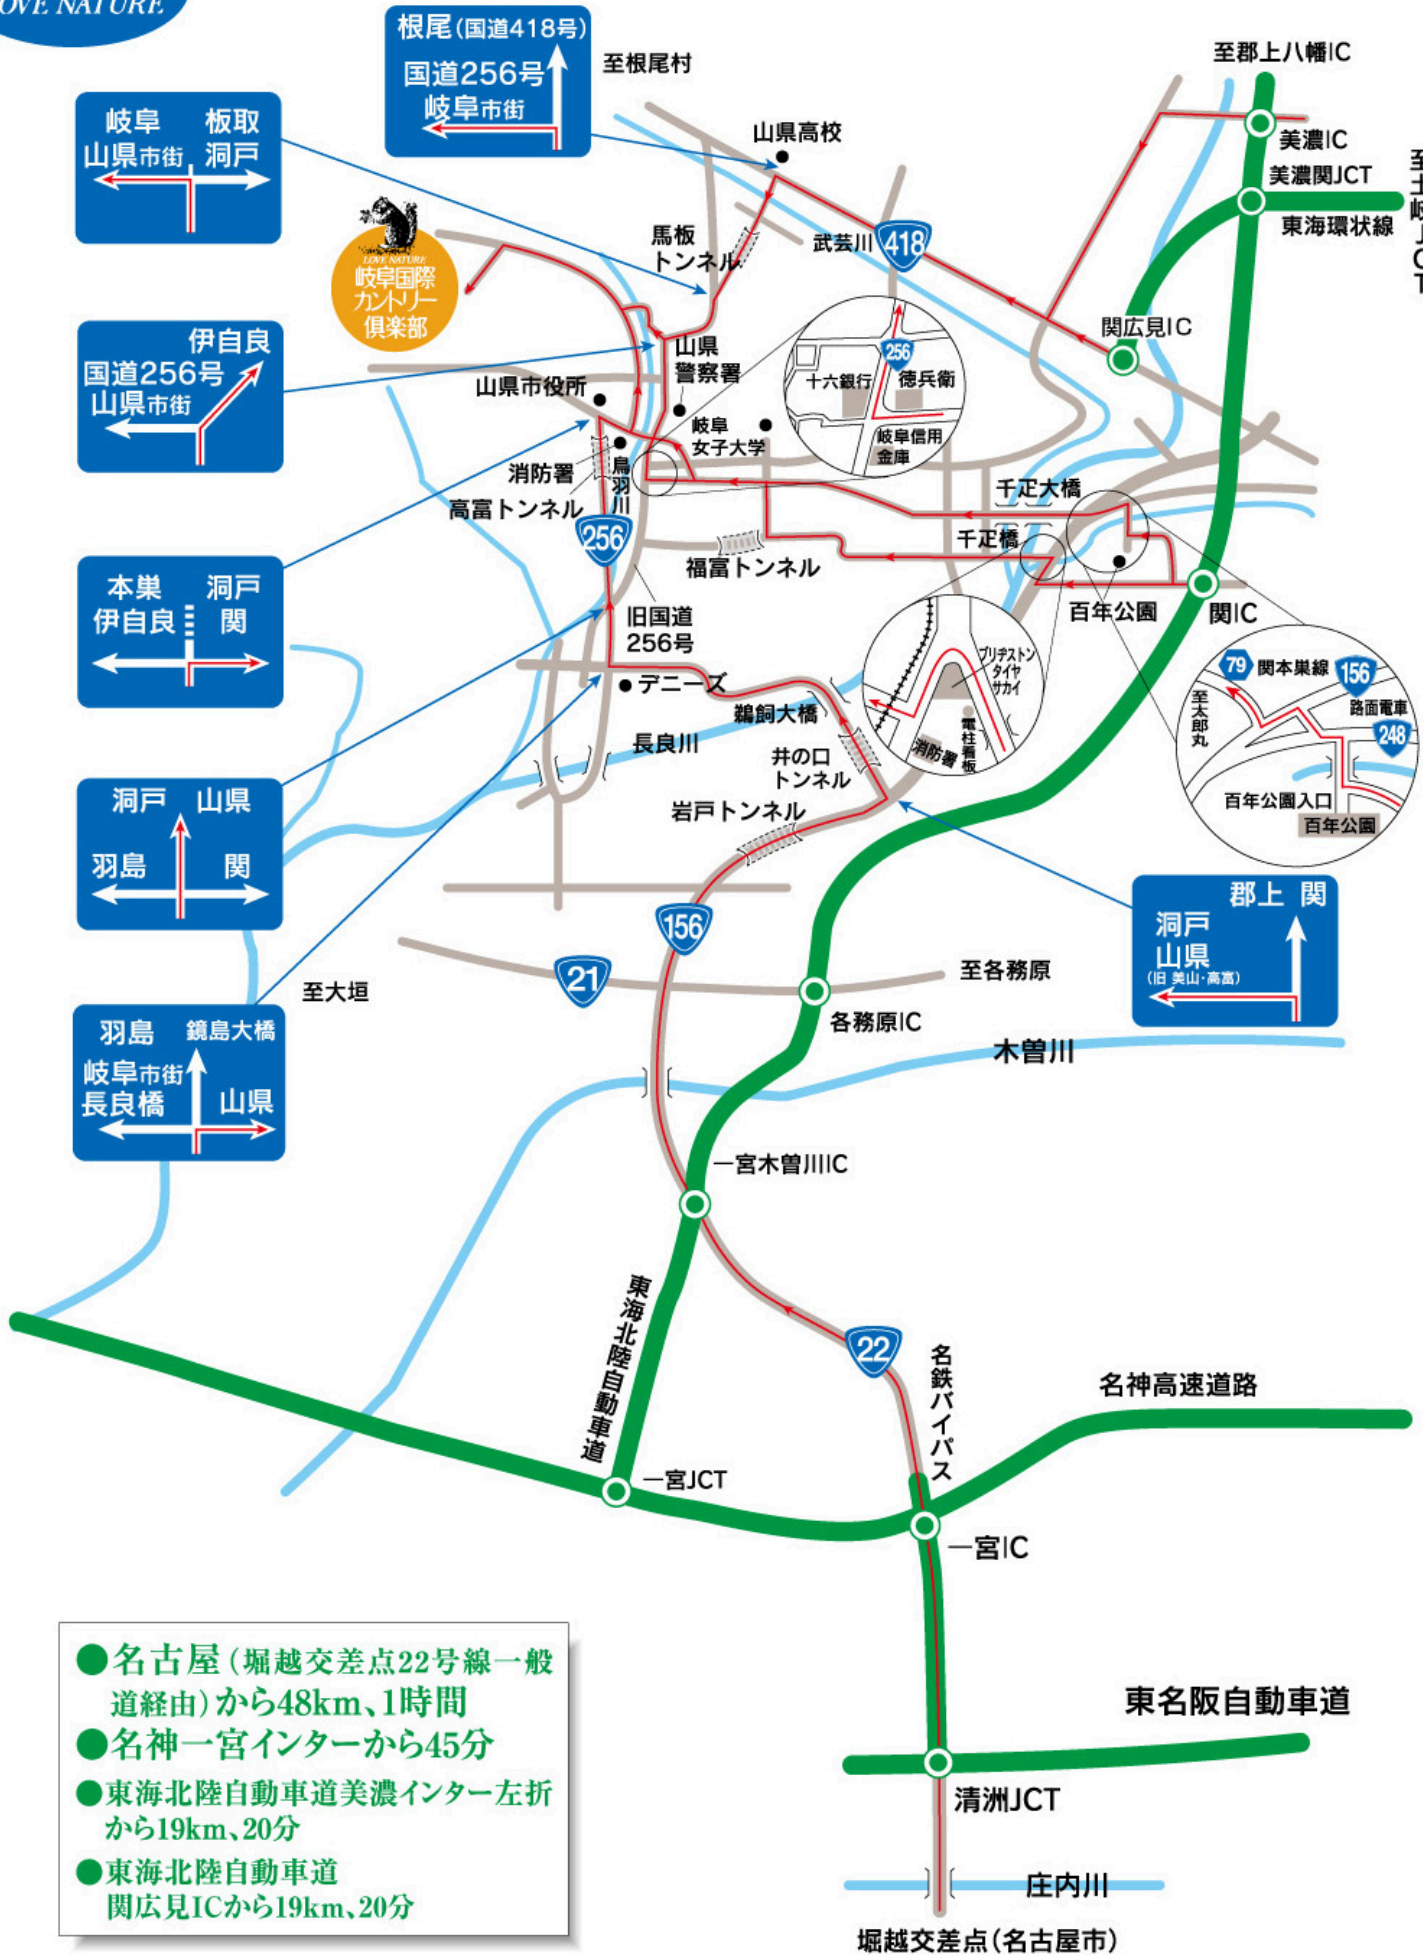 LOVE NATURE
根尾(国道418号)
国道256号
岐阜市街
至根尾村
至郡上八幡IC
岐阜 板取
山県市街 洞戸
山県高校
美濃IC
美濃関JCT
東海環状線
至土岐JCT
馬板
トンネル
武芸川
418
LOVE NATURE
岐阜国際
カントリー
倶楽部
関広見IC
伊自良
国道256号
山県市街
山県
警察署
256
十六銀行
徳兵衛
岐阜信用
金庫
山県市役所
岐阜
女子大学
消防署
鳥羽川
高富トンネル
256
千疋大橋
千疋橋
福富トンネル
本巣 洞戸
伊自良 関
旧国道
256号
百年公園
関IC
ブリヂストン
タイヤ
サカイ
電柱看板
消防署
79
関本巣線
156
至太郎丸
路面電車
248
百年公園入口
百年公園
デニーズ
鵜飼大橋
長良川
井の口
トンネル
岩戸トンネル
洞戸 山県
羽島 関
郡上 関
洞戸
山県
(旧 美山・高富)
156
21
至各務原
至大垣
各務原IC
羽島 鏡島大橋
岐阜市街
長良橋 山県
木曽川
一宮木曽川IC
東海北陸自動車道
22
名鉄バイパス
名神高速道路
一宮JCT
一宮IC
●名古屋(堀越交差点22号線一般
道経由)から48km、1時間
●名神一宮インターから45分
●東海北陸自動車道美濃インター左折
から19km、20分
●東海北陸自動車道
関広見ICから19km、20分
東名阪自動車道
清洲JCT
庄内川
堀越交差点(名古屋市)